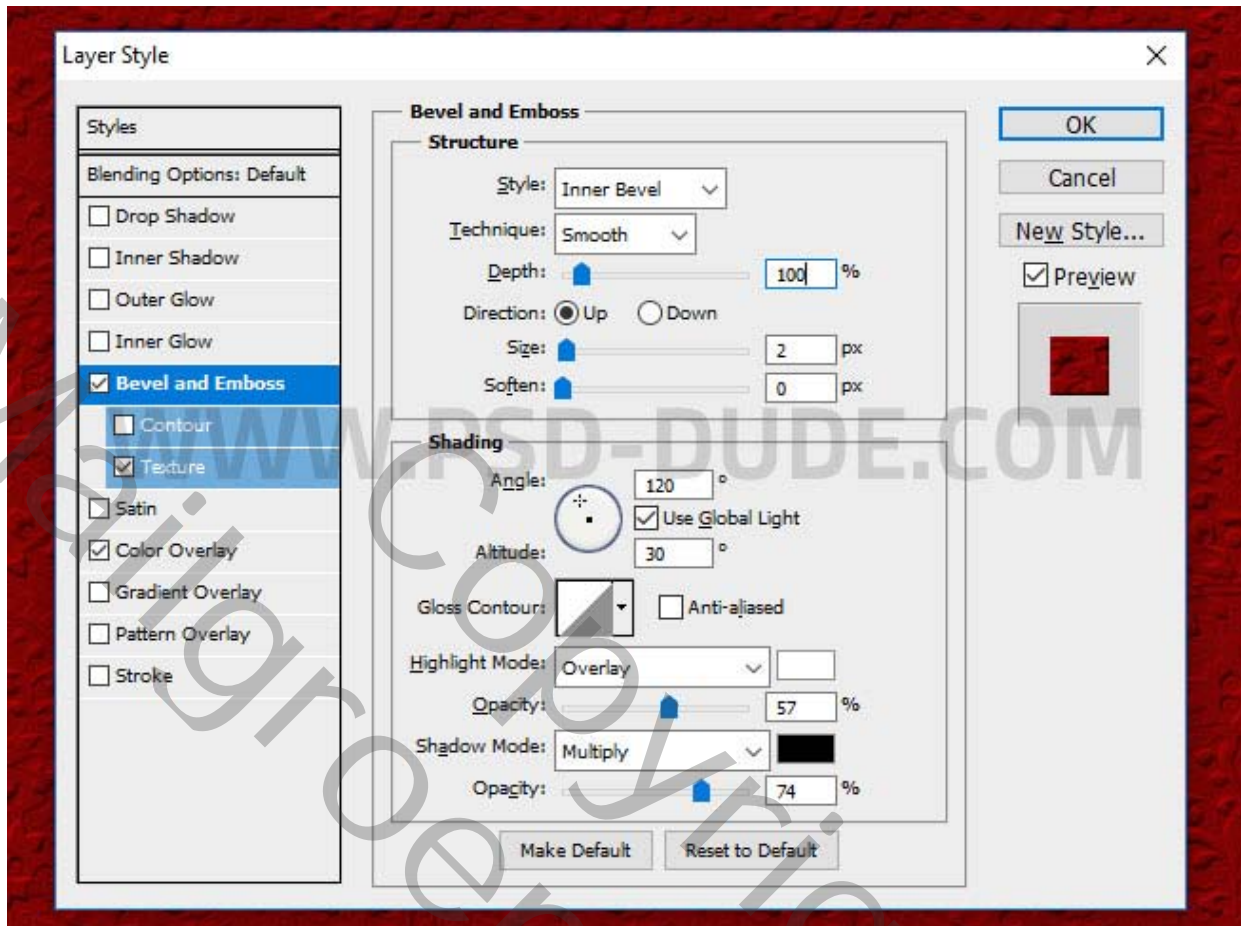 Layer Style
Styles
Blending Options: Default
Drop Shadow
Inner Shadow
Outer Glow
Inner Glow
Bevel and Emboss
Contour
Texture
Satin
Color Overlay
Gradient Overlay
Pattern Overlay
Stroke
Bevel and Emboss
Structure
Style: Inner Bevel
Technique: Smooth
Depth: 100 %
Direction: Up Down
Size: 2 px
Soften: 0 px
Shading
Angle: 120 °
Use Global Light
Altitude: 30 °
Gloss Contour: Anti-aliased
Highlight Mode: Overlay
Opacity: 57 %
Shadow Mode: Multiply
Opacity: 74 %
Make Default Reset to Default
OK
Cancel
New Style...
Preview
WWW.PSD-DUDE.COM